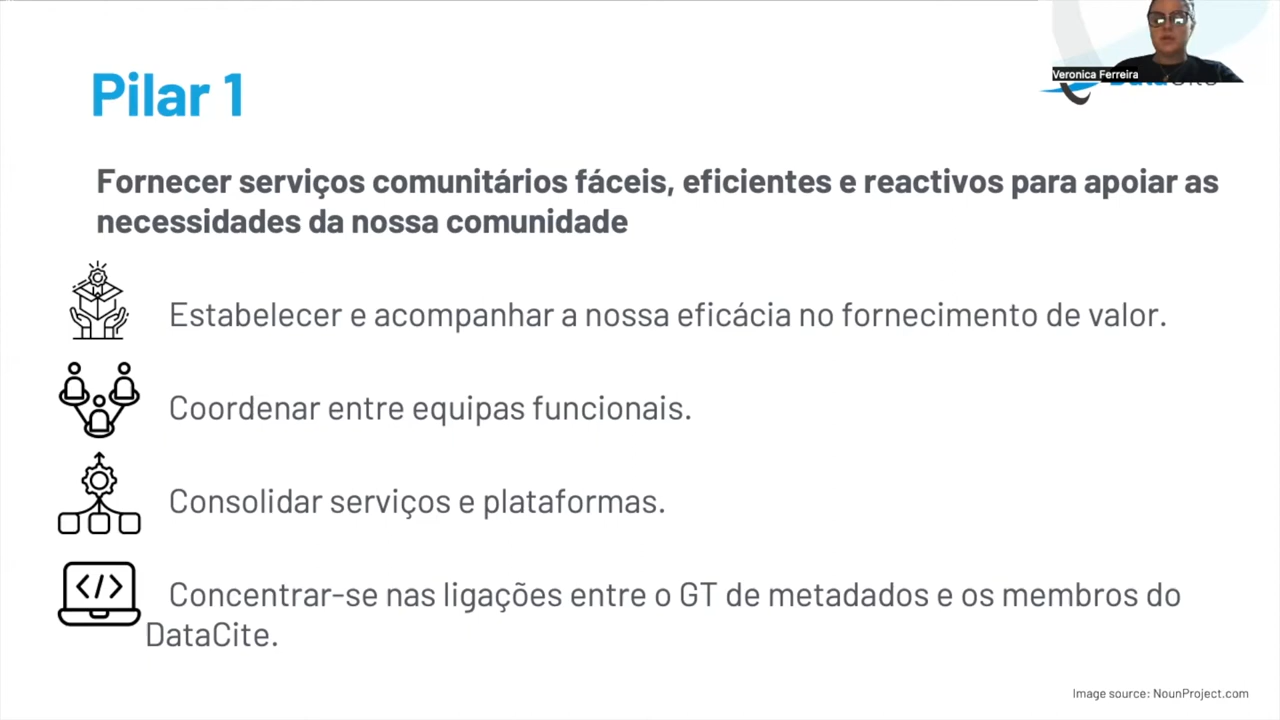 Pilar 1
Veronica Ferreira
Fornecer serviços comunitários fáceis, eficientes e reactivos para apoiar as
necessidades da nossa comunidade
Estabelecer e acompanhar a nossa eficácia no fornecimento de valor.
Coordenar entre equipas funcionais.
Consolidar serviços e plataformas.
</>
Concentrar-se nas ligações entre o GT de metadados e os membros do
DataCite.
Image source: NounProject.com